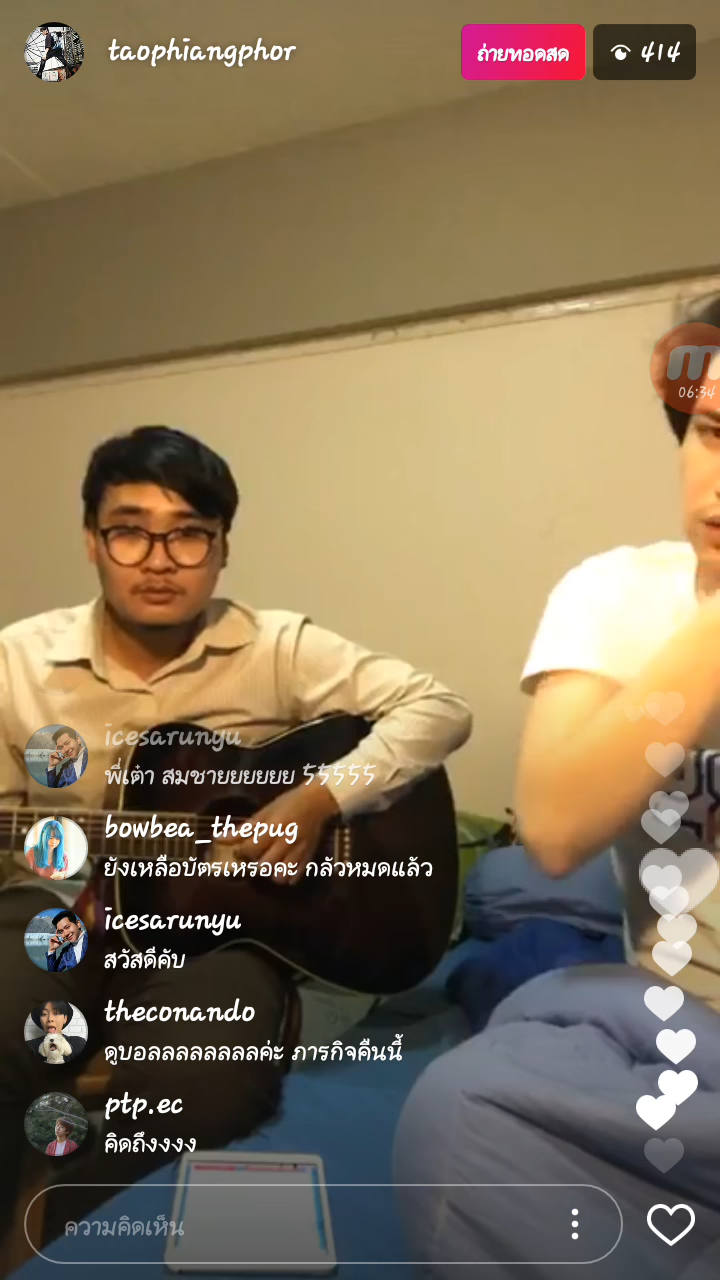 taophiangphor
ถ่ายทอดสด
414
m
06:34
icesarunyu
พี่เต๋า สมชายยยยยย 55555
bowbea_thepug
ยังเหลือบัตรเหรอคะ กลัวหมดแล้ว
icesarunyu
สวัสดีคับ
theconando
ดูบอลลลลลลลลค่ะ ภารกิจคืนนนี้
ptp.ec
คิดถึงงงง
ความคิดเห็น